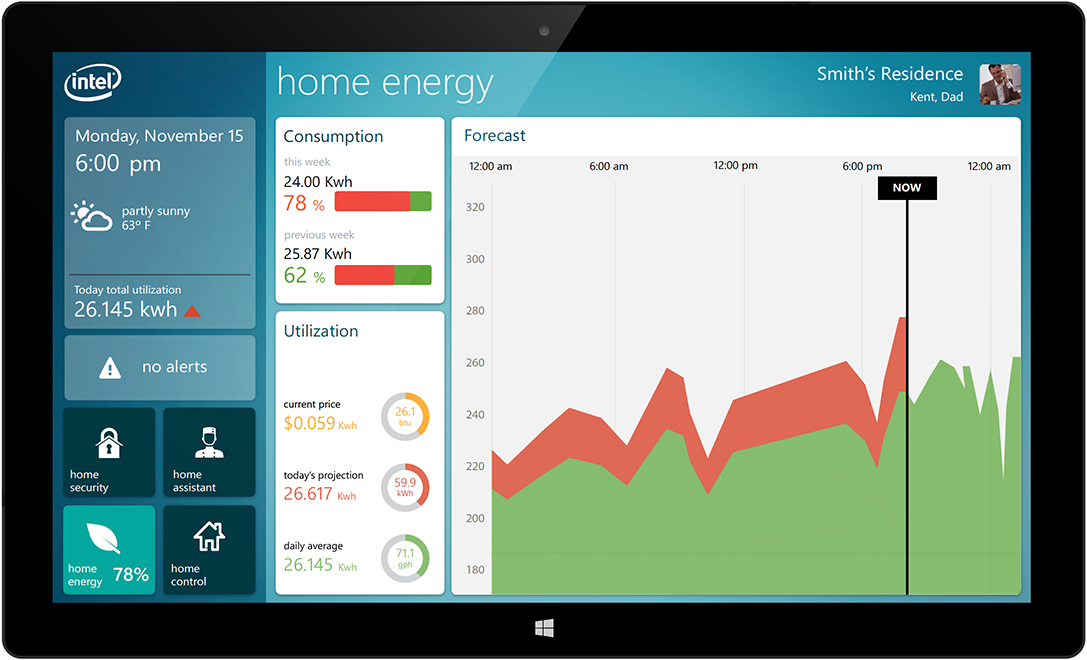 intel
home energy
Smith's Residence
Kent, Dad
Monday, November 15
6:00 pm
partly sunny
63º F
Today total utilization
26.145 kwh
no alerts
home
security
home
assistant
home
energy 78%
home
control
Consumption
this week
24.00 Kwh
78 %
previous week
25.87 Kwh
62 %
Utilization
current price
$0.059 Kwh
26.1
btu
today's projection
26.617 Kwh
59.9
kWh
daily average
26.145 Kwh
71.1
gph
Forecast
12:00 am 6:00 am 12:00 pm 6:00 pm 12:00 am
NOW
320
300
280
260
240
220
200
180